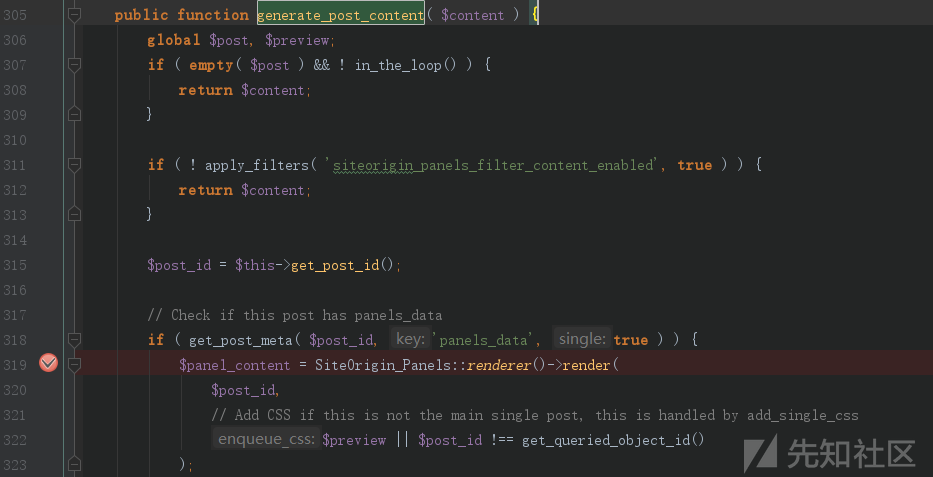 305 public function generate_post_content( $content ) {
306 global $post, $preview;
307 if ( empty( $post ) && ! in_the_loop() ) {
308 return $content;
309 }
310
311 if ( ! apply_filters( 'siteorigin_panels_filter_content_enabled', true ) ) {
312 return $content;
313 }
314
315 $post_id = $this->get_post_id();
316
317 // Check if this post has panels_data
318 if ( get_post_meta( $post_id, key: 'panels_data', single: true ) ) {
319 $panel_content = SiteOrigin_Panels::renderer()->render(
320 $post_id,
321 // Add CSS if this is not the main single post, this is handled by add_single_css
322 enqueue_css: $preview || $post_id !== get_queried_object_id()
323 );
先知社区